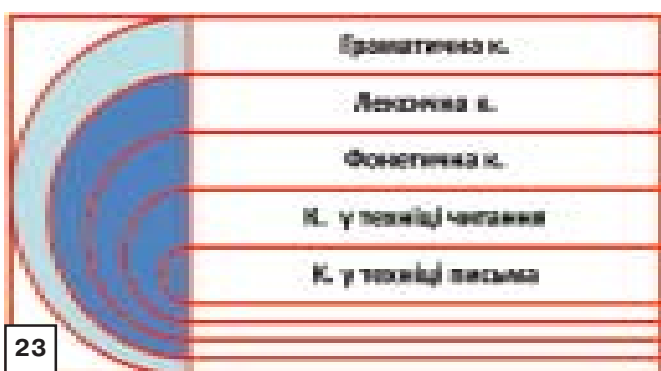 Граматична к.
Лексична к.
Фонетична к.
К. у техніці читання
К. у техніці письма
23